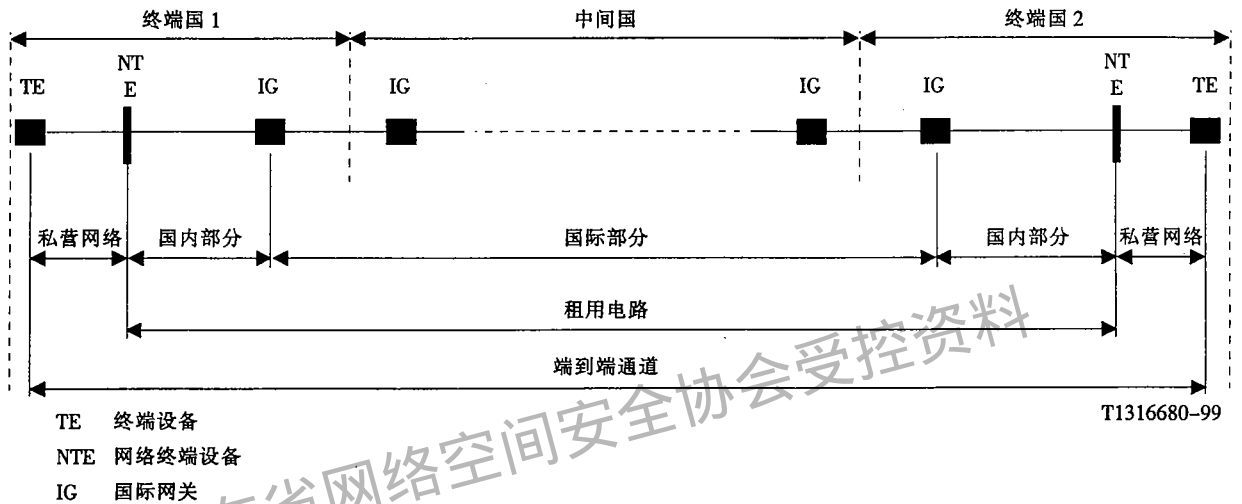 终端国 1 中间国 终端国 2
TE NT
E IG IG IG IG NT
E TE
私营网络 国内部分 国际部分 国内部分 私营网络
租用电路
端到端通道
T1316680-99
TE 终端设备
NTE 网络终端设备
IG 国际网关
省网络空间安全协会受控资料